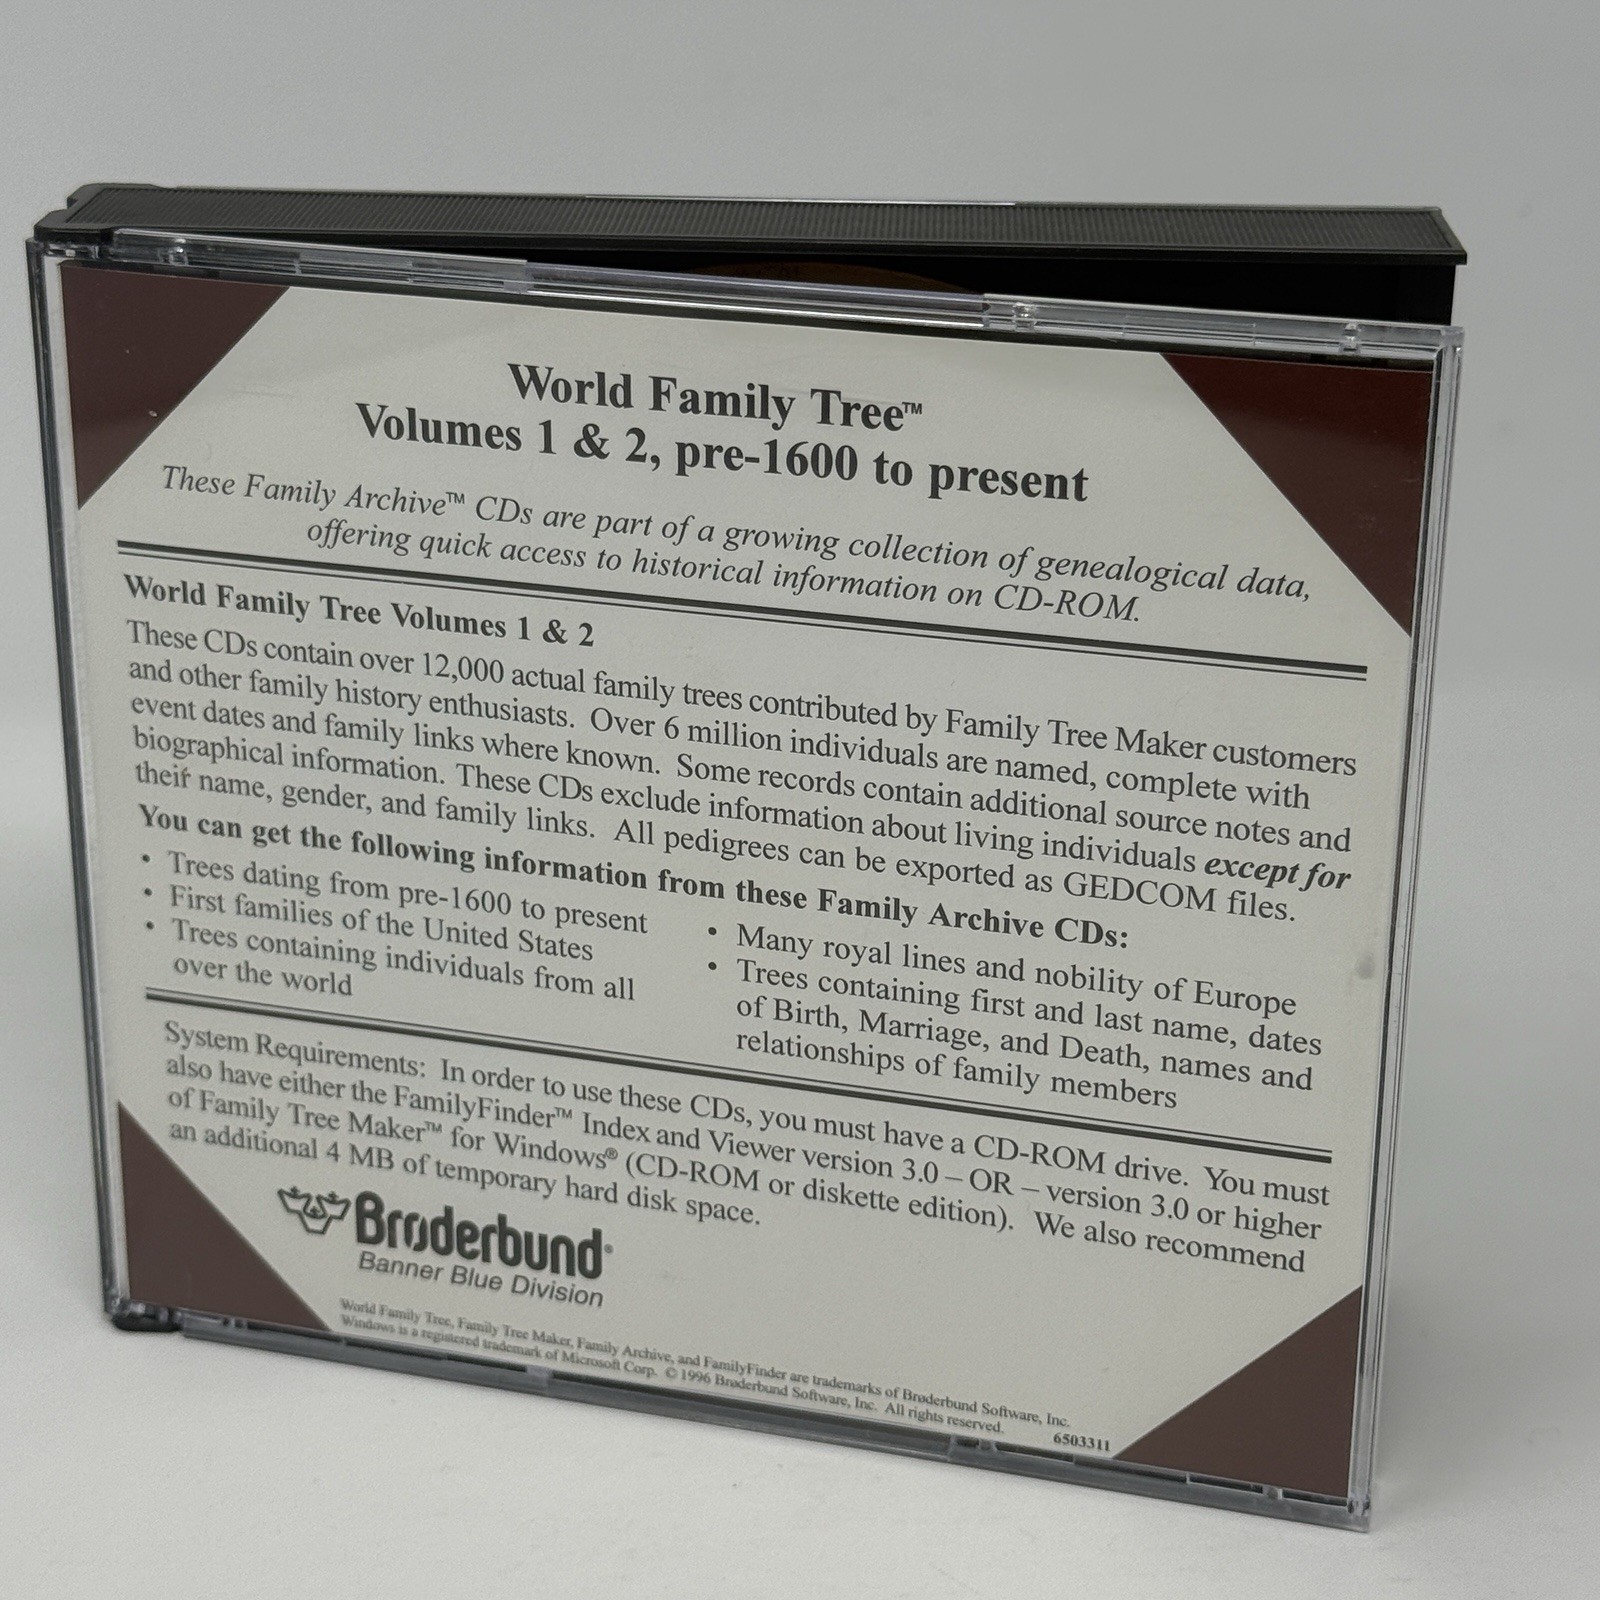 World Family Tree™
Volumes 1 & 2, pre-1600 to present
These Family Archive™ CDs are part of a growing collection of genealogical data,
offering quick access to historical information on CD-ROM.
World Family Tree Volumes 1 & 2
These CDs contain over 12,000 actual family trees contributed by Family Tree Maker customers
and other family history enthusiasts. Over 6 million individuals are named, complete with
event dates and family links where known. Some records contain additional source notes and
biographical information. These CDs exclude information about living individuals except for
their name, gender, and family links. All pedigrees can be exported as GEDCOM files.
You can get the following information from these Family Archive CDs:
• Trees dating from pre-1600 to present
• First families of the United States
• Trees containing individuals from all
over the world
• Many royal lines and nobility of Europe
• Trees containing first and last name, dates
of Birth, Marriage, and Death, names and
relationships of family members
System Requirements: In order to use these CDs, you must have a CD-ROM drive. You must
also have either the FamilyFinder™ Index and Viewer version 3.0 – OR – version 3.0 or higher
of Family Tree Maker™ for Windows® (CD-ROM or diskette edition). We also recommend
an additional 4 MB of temporary hard disk space.
Brøderbund®
Banner Blue Division
World Family Tree, Family Tree Maker, Family Archive, and FamilyFinder are trademarks of Brøderbund Software, Inc.
Windows is a registered trademark of Microsoft Corp. © 1996 Brøderbund Software, Inc. All rights reserved.
6503311